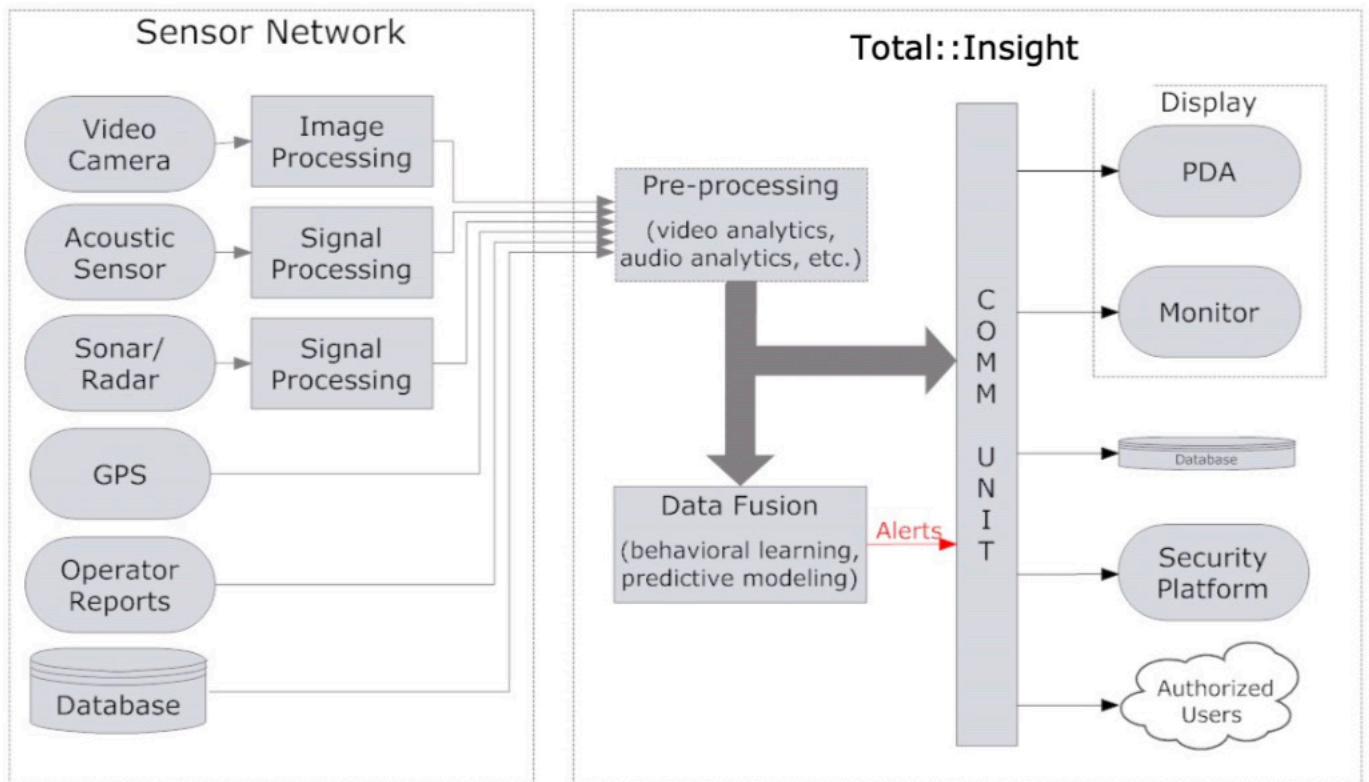 Sensor Network
Video
Camera
Image
Processing
Acoustic
Sensor
Signal
Processing
Sonar/
Radar
Signal
Processing
GPS
Operator
Reports
Database
Total::Insight
Pre-processing
(video analytics,
audio analytics, etc.)
Data Fusion
(behavioral learning,
predictive modeling)
Alerts
COMM UNIT
Display
PDA
Monitor
Database
Security
Platform
Authorized
Users